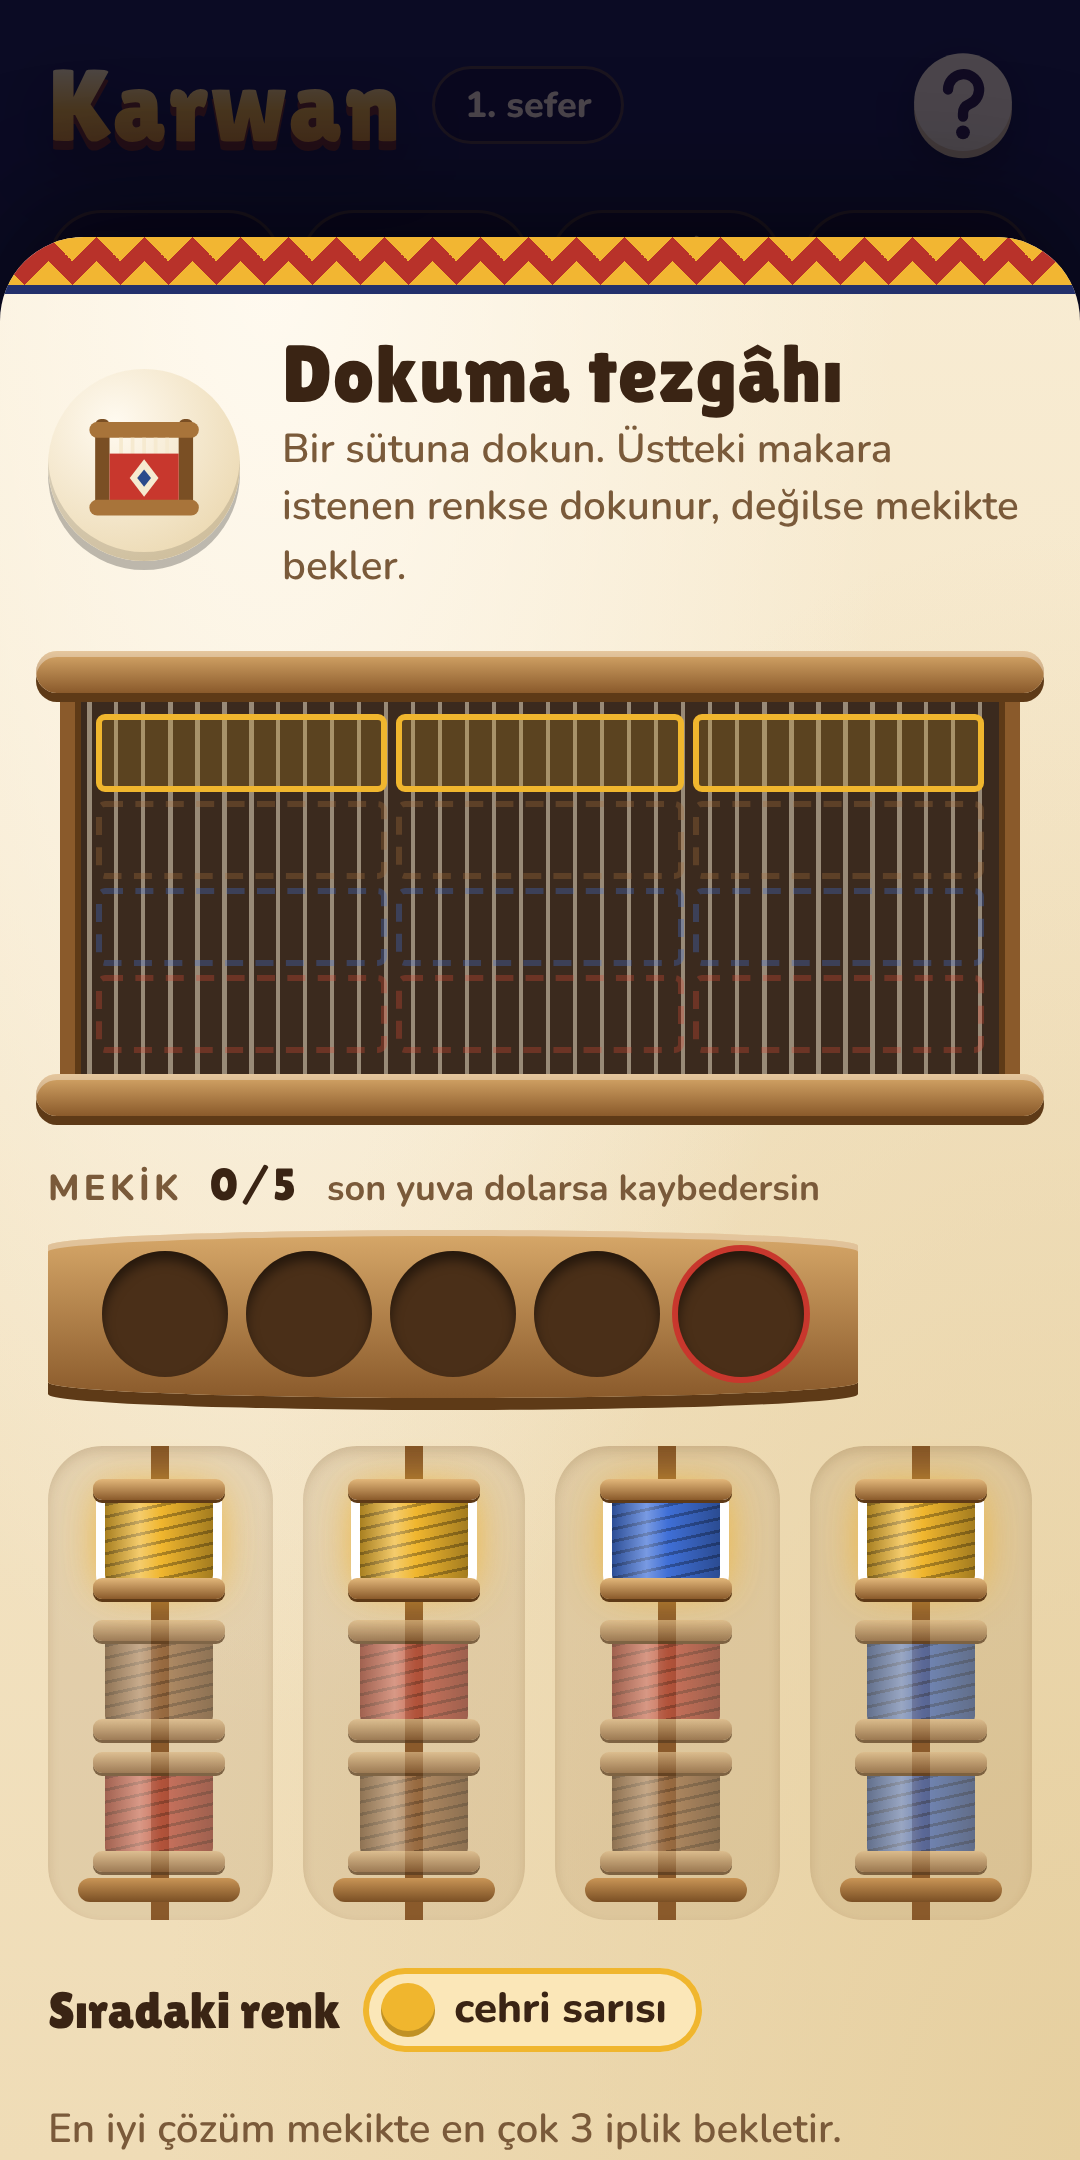 Karwan
1. sefer
?
Dokuma tezgâhı
Bir sütuna dokun. Üstteki makara
istenen renkse dokunur, değilse mekikte
bekler.
MEKİK 0/5 son yuva dolarsa kaybedersin
Sıradaki renk cehri sarısı
En iyi çözüm mekikte en çok 3 iplik bekletir.